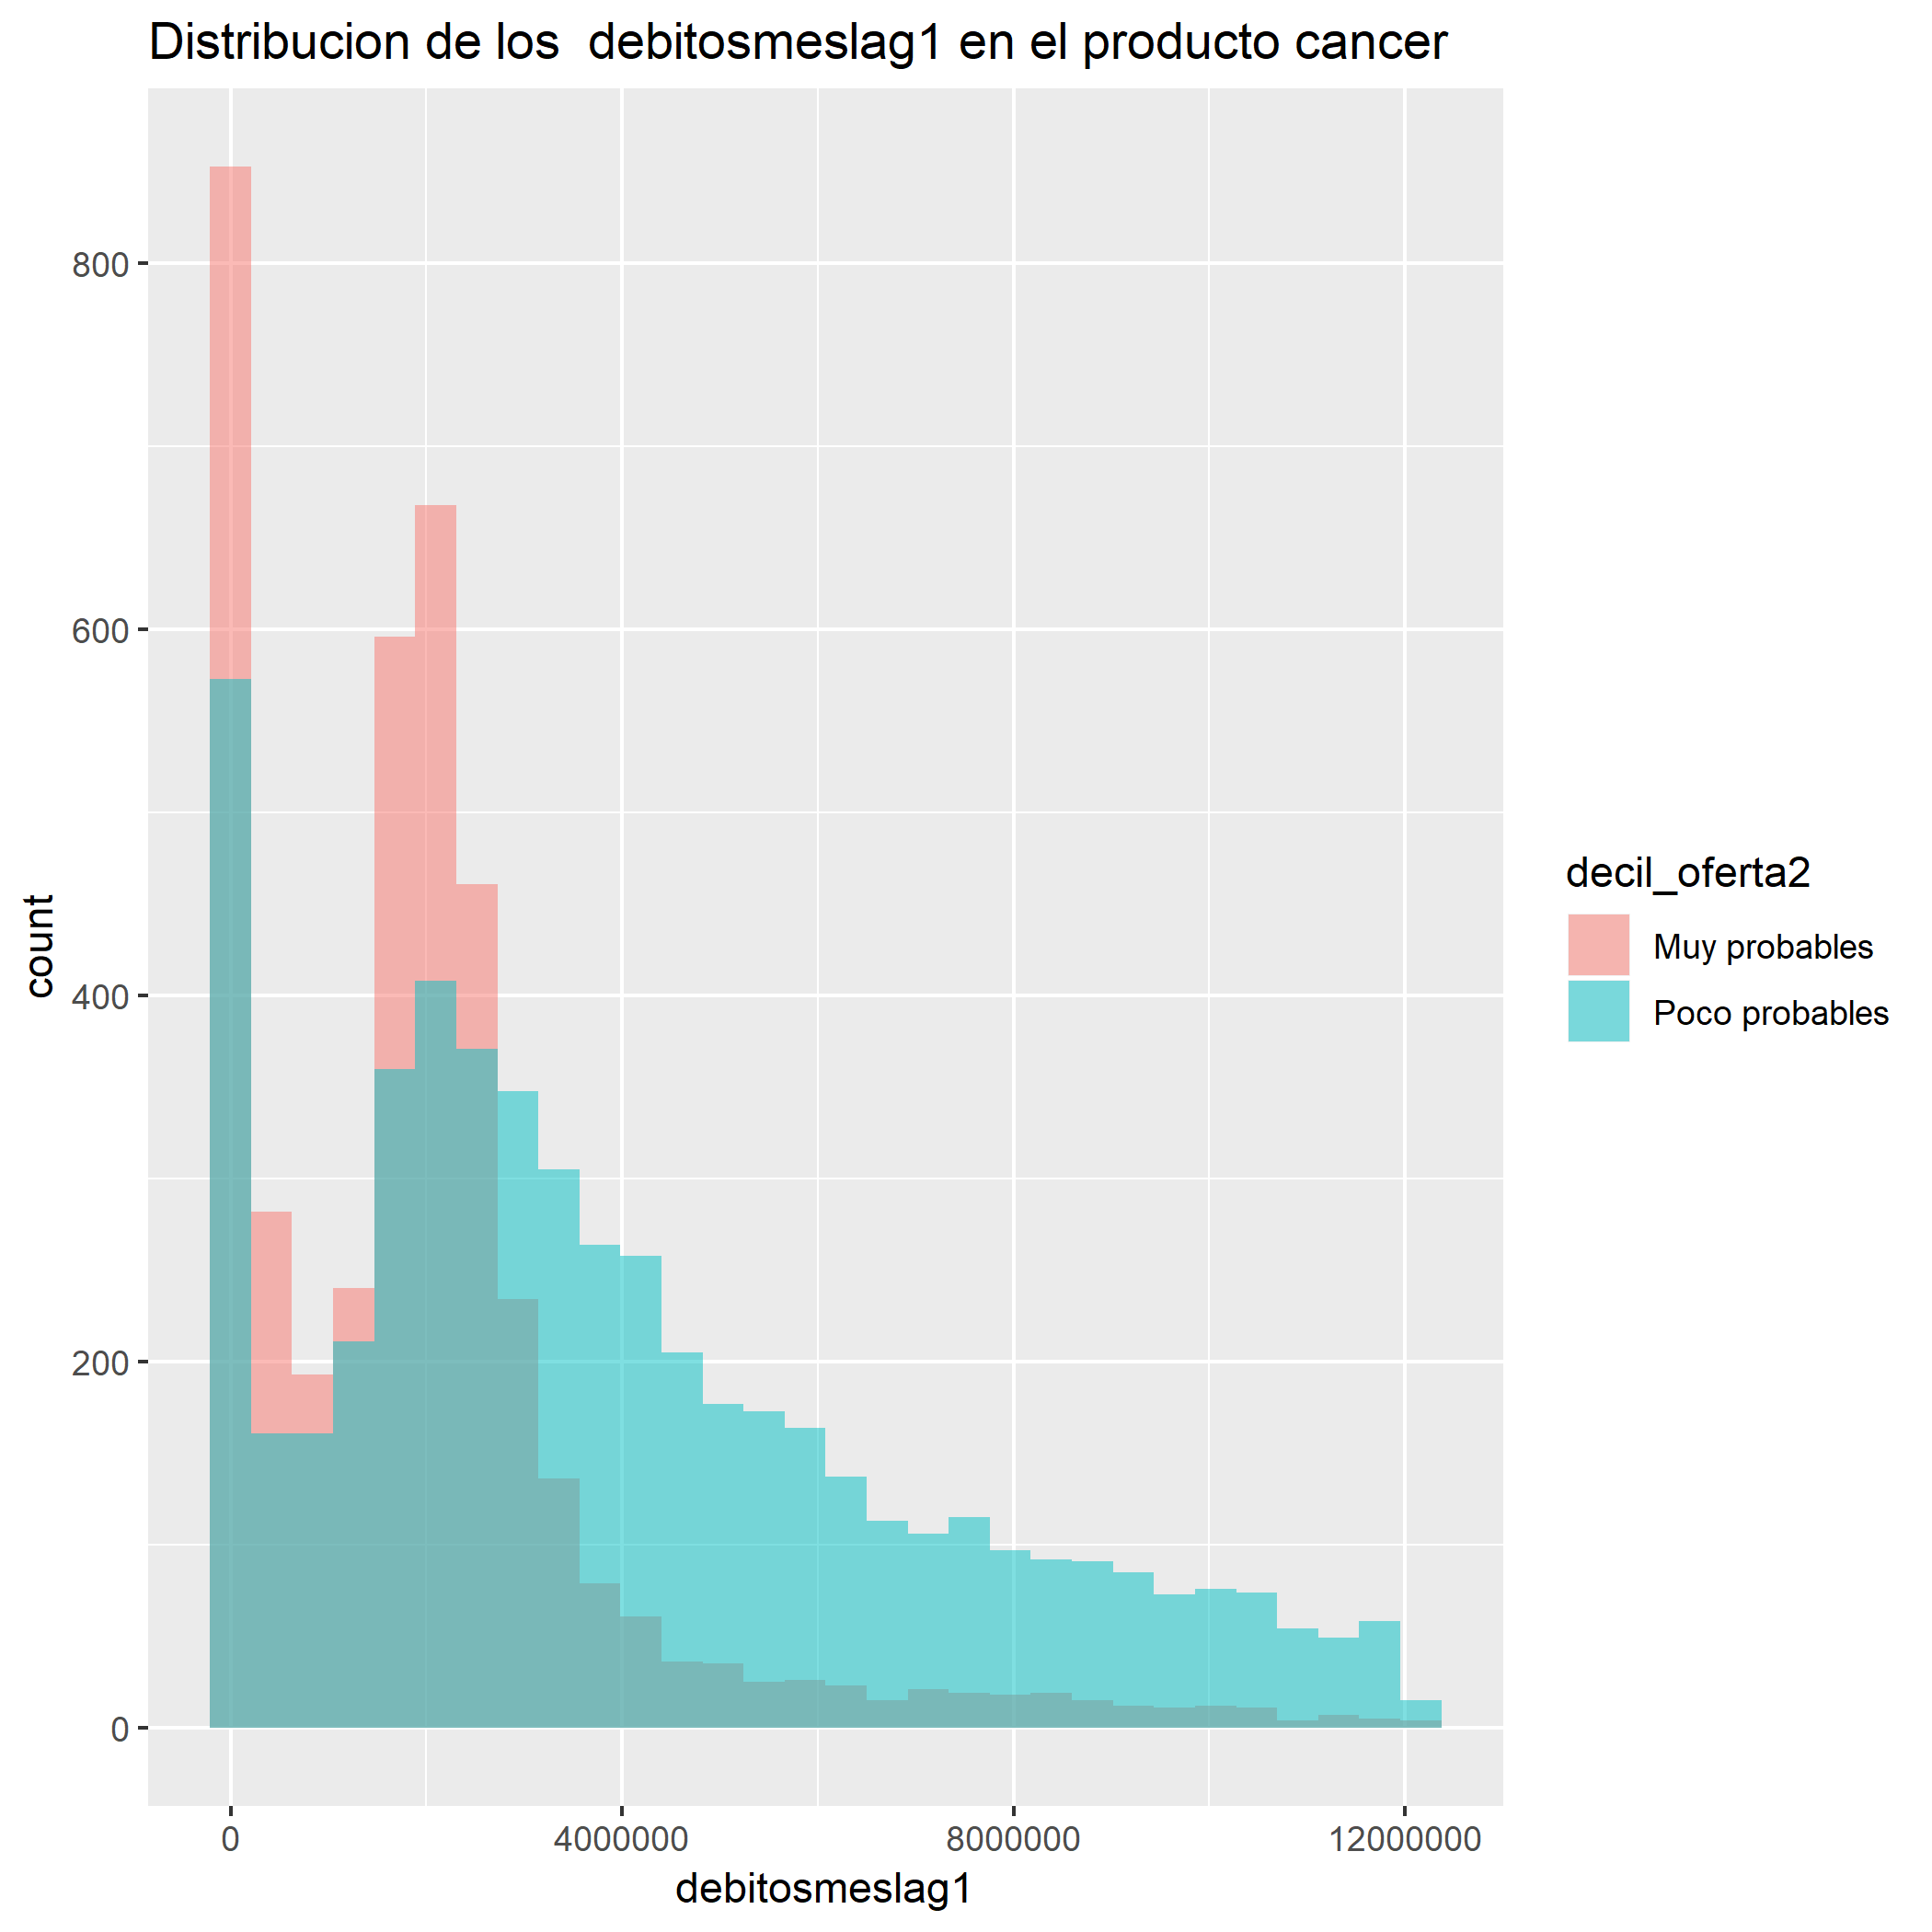 Distribucion de los  debitosmeslag1 en el producto cancer
800
600
400
200
0
count
0
4000000
8000000
12000000
debitosmeslag1
decil_oferta2
Muy probables
Poco probables